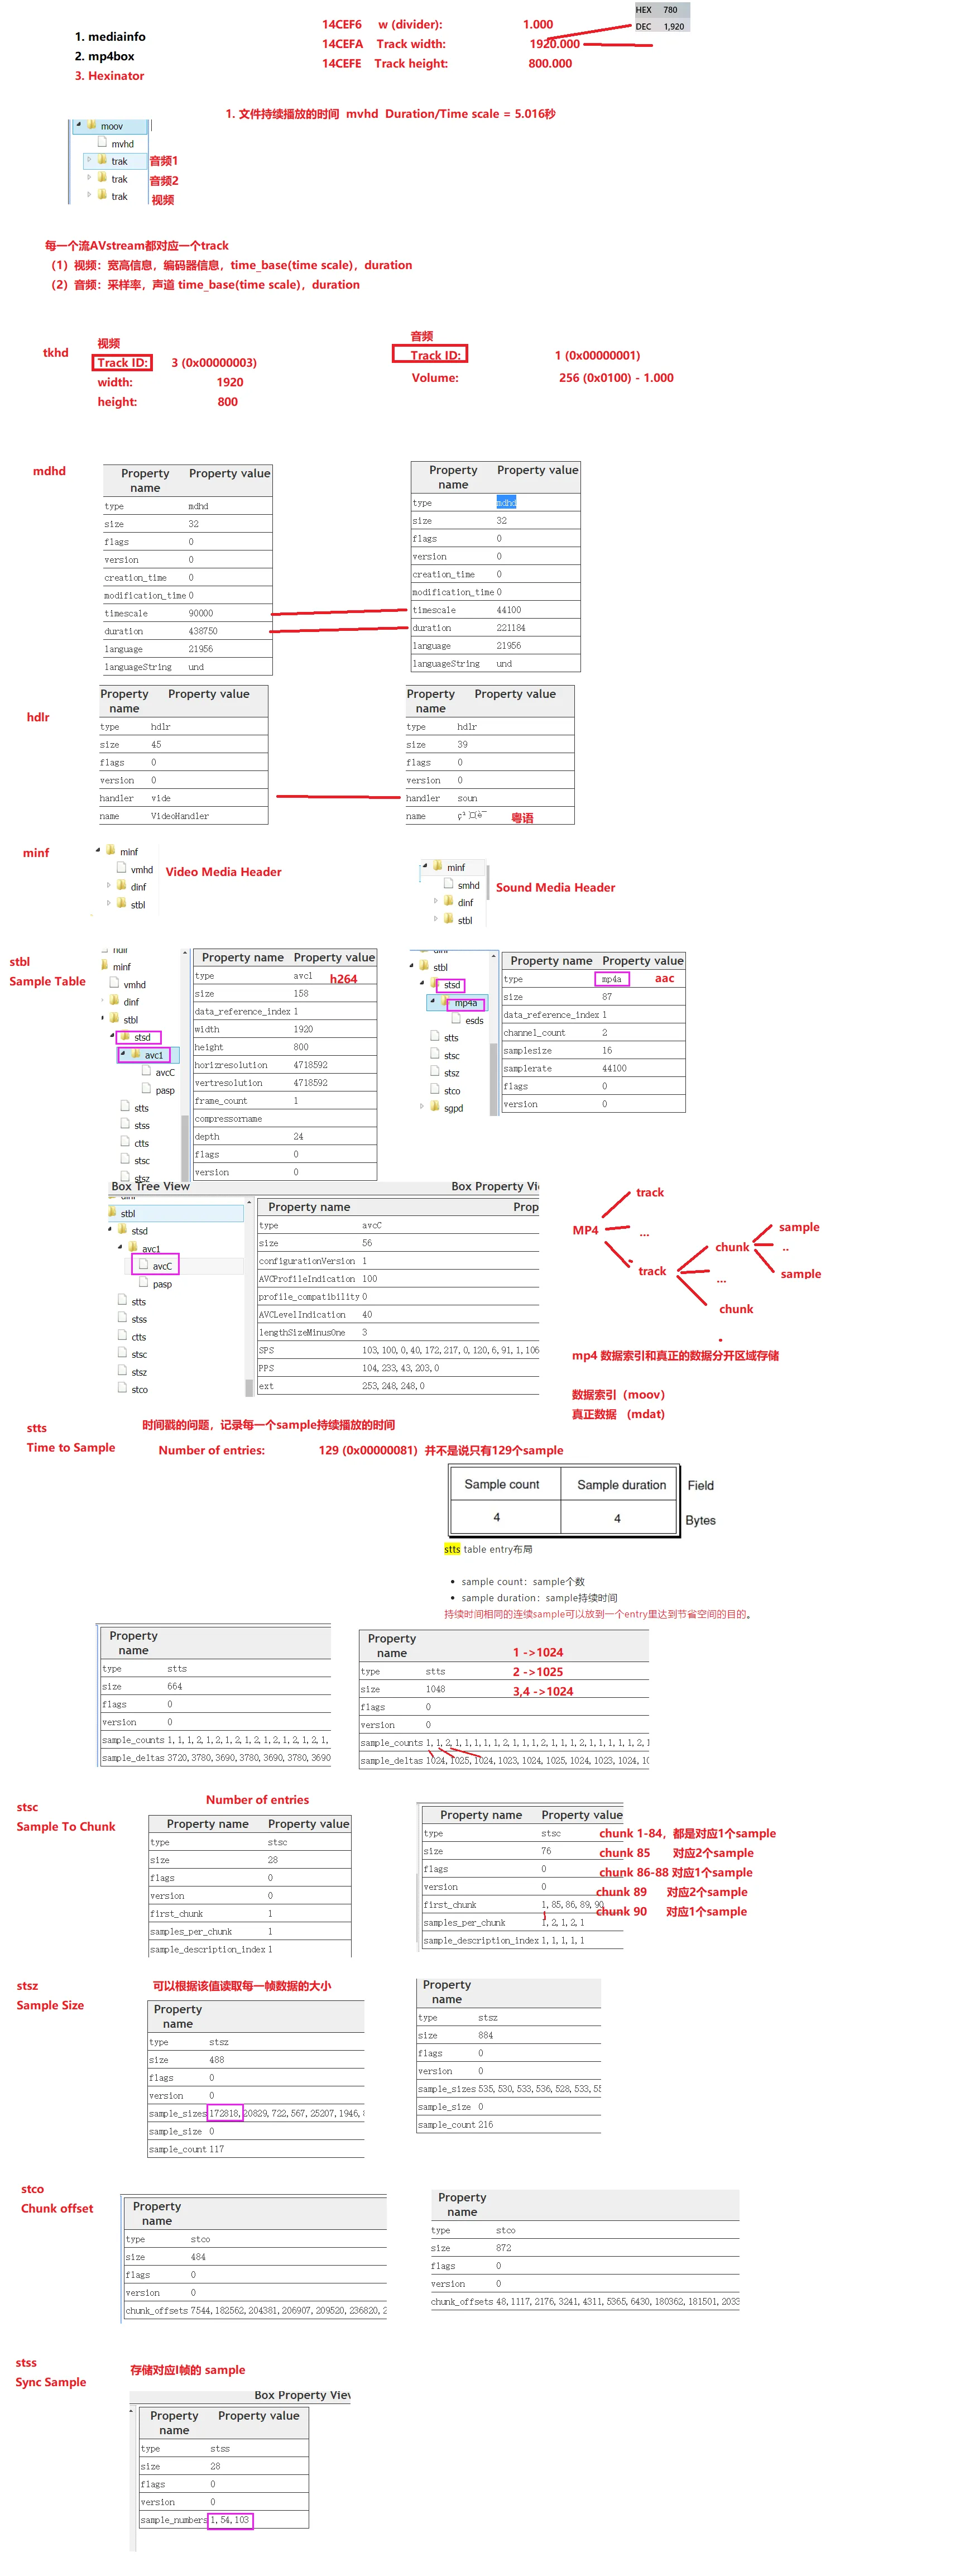 1. mediainfo
2. mp4box
3. Hexinator
14CEF6 w (divider): 1.000
14CEFA Track width: 1920.000
14CEFE Track height: 800.000
HEX 780
DEC 1,920
1. 文件持续播放的时间 mvhd Duration/Time scale = 5.016秒
moov
mvhd
trak 音频1
trak 音频2
trak 视频
每一个流AVstream都对应一个track
（1）视频：宽高信息，编码器信息，time_base(time scale)，duration
（2）音频：采样率，声道 time_base(time scale)，duration
tkhd
视频
Track ID: 3 (0x00000003)
width: 1920
height: 800
音频
Track ID: 1 (0x00000001)
Volume: 256 (0x0100) - 1.000
mdhd
Property name Property value
type mdhd
size 32
flags 0
version 0
creation_time 0
modification_time 0
timescale 90000
duration 438750
language 21956
languageString und
Property name Property value
type mdhd
size 32
flags 0
version 0
creation_time 0
modification_time 0
timescale 44100
duration 221184
language 21956
languageString und
hdlr
Property name Property value
type hdlr
size 45
flags 0
version 0
handler vide
name VideoHandler
Property name Property value
type hdlr
size 39
flags 0
version 0
handler soun
name 粤语
minf
minf
vmhd
dinf
stbl
Video Media Header
minf
smhd
dinf
stbl
Sound Media Header
stbl
Sample Table
minf
vmhd
dinf
stbl
stsd
avc1
avcC
pasp
stts
stss
ctts
stsc
stsz
Property name Property value
type avc1 h264
size 158
data_reference_index 1
width 1920
height 800
horizresolution 4718592
vertresolution 4718592
frame_count 1
compressorname
depth 24
flags 0
version 0
stbl
stsd
mp4a
esds
stts
stsc
stsz
stco
sgpd
Property name Property value
type mp4a aac
size 87
data_reference_index 1
channel_count 2
samplesize 16
samplerate 44100
flags 0
version 0
Box Tree View
Box Property Vi
stbl
stsd
avc1
avcC
pasp
stts
stss
ctts
stsc
stsz
stco
Property name Prop
type avcC
size 56
configurationVersion 1
AVCProfileIndication 100
profile_compatibility 0
AVCLevelIndication 40
lengthSizeMinusOne 3
SPS 103,100,0,40,172,217,0,120,6,91,1,106
PPS 104,233,43,203,0
ext 253,248,248,0
MP4
track
...
track
chunk
...
chunk
sample
..
sample
mp4 数据索引和真正的数据分开区域存储
数据索引（moov）
真正数据 （mdat)
stts
Time to Sample
时间戳的问题，记录每一个sample持续播放的时间
Number of entries: 129 (0x00000081) 并不是说只有129个sample
Sample count Sample duration Field
4 4 Bytes
stts table entry布局
• sample count：sample个数
• sample duration：sample持续时间
持续时间相同的连续sample可以放到一个entry里达到节省空间的目的。
Property name
type stts
size 664
flags 0
version 0
sample_counts 1,1,1,2,1,2,1,2,1,2,1,2,1,2,1,2,1,
sample_deltas 3720,3780,3690,3780,3690,3780,3690
Property name
type stts
size 1048
flags 0
version 0
sample_counts 1,1,2,1,1,1,1,1,2,1,1,1,2,1,1,1,2,1,1,1,1,1,2,1
sample_deltas 1024,1025,1024,1023,1024,1025,1024,1023,1024,10
1 ->1024
2 ->1025
3,4 ->1024
stsc
Sample To Chunk
Number of entries
Property name Property value
type stsc
size 28
flags 0
version 0
first_chunk 1
samples_per_chunk 1
sample_description_index 1
Property name Property value
type stsc
size 76
flags 0
version 0
first_chunk 1,85,86,89,90
samples_per_chunk 1,2,1,2,1
sample_description_index 1,1,1,1,1
chunk 1-84，都是对应1个sample
chunk 85 对应2个sample
chunk 86-88 对应1个sample
chunk 89 对应2个sample
chunk 90 对应1个sample
stsz
Sample Size
可以根据该值读取每一帧数据的大小
Property name
type stsz
size 488
flags 0
version 0
sample_sizes 172818,20829,722,567,25207,1946,8
sample_size 0
sample_count 117
Property name
type stsz
size 884
flags 0
version 0
sample_sizes 535,530,533,536,528,533,55
sample_size 0
sample_count 216
stco
Chunk offset
Property name
type stco
size 484
flags 0
version 0
chunk_offsets 7544,182562,204381,206907,209520,236820,2
Property name
type stco
size 872
flags 0
version 0
chunk_offsets 48,1117,2176,3241,4311,5365,6430,180362,181501,2033
stss
Sync Sample
存储对应I帧的 sample
Box Property View
Property name Property value
type stss
size 28
flags 0
version 0
sample_numbers 1,54,103